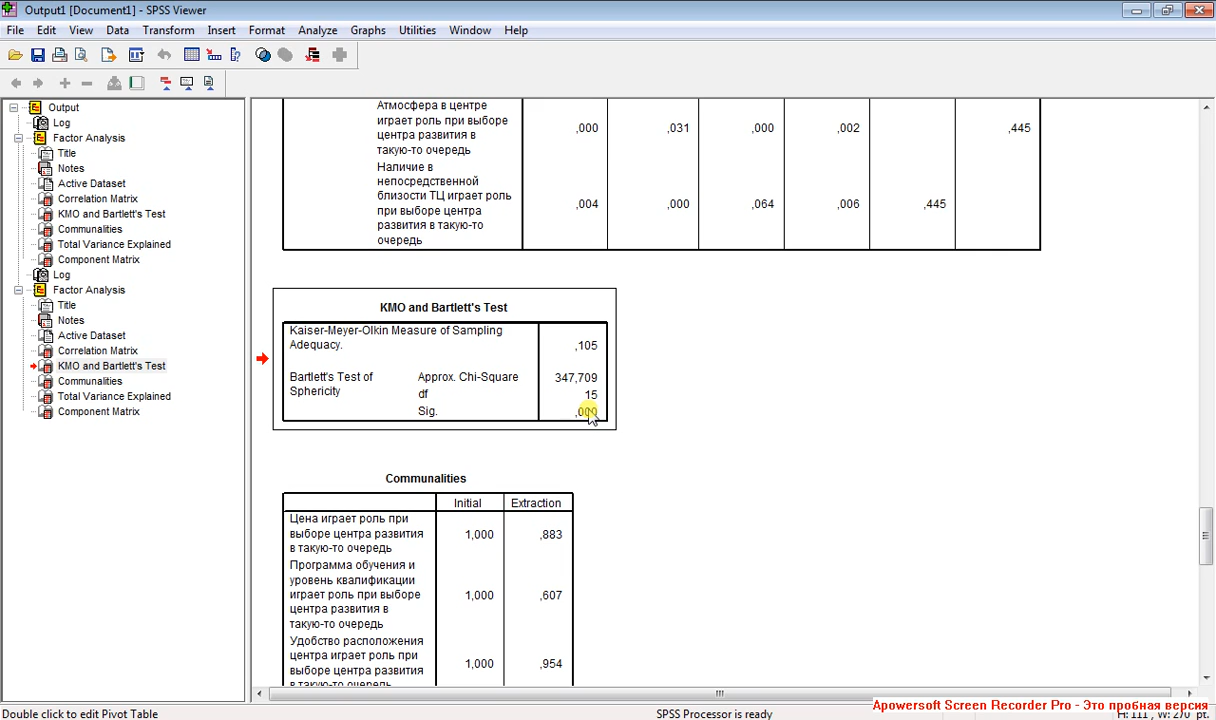 Output1 [Document1] - SPSS Viewer
File Edit View Data Transform Insert Format Analyze Graphs Utilities Window Help
Output
Log
Factor Analysis
Title
Notes
Active Dataset
Correlation Matrix
KMO and Bartlett's Test
Communalities
Total Variance Explained
Component Matrix
Log
Factor Analysis
Title
Notes
Active Dataset
Correlation Matrix
KMO and Bartlett's Test
Communalities
Total Variance Explained
Component Matrix
Атмосфера в центре
играет роль при выборе
центра развития в
такую-то очередь
,000 ,031 ,000 ,002 ,445
Наличие в
непосредственной
близости ТЦ играет роль
при выборе центра
развития в такую-то
очередь
,004 ,000 ,064 ,006 ,445
KMO and Bartlett's Test
Kaiser-Meyer-Olkin Measure of Sampling
Adequacy. ,105
Bartlett's Test of Approx. Chi-Square 347,709
Sphericity df 15
Sig. ,000
Communalities
Initial Extraction
Цена играет роль при
выборе центра развития
в такую-то очередь
1,000 ,883
Программа обучения и
уровень квалификации
играет роль при выборе
центра развития в
такую-то очередь
1,000 ,607
Удобство расположения
центра играет роль при
выборе центра развития
в такую-то очередь
1,000 ,954
Double click to edit Pivot Table
SPSS Processor is ready
Apowersoft Screen Recorder Pro - Это пробная версия